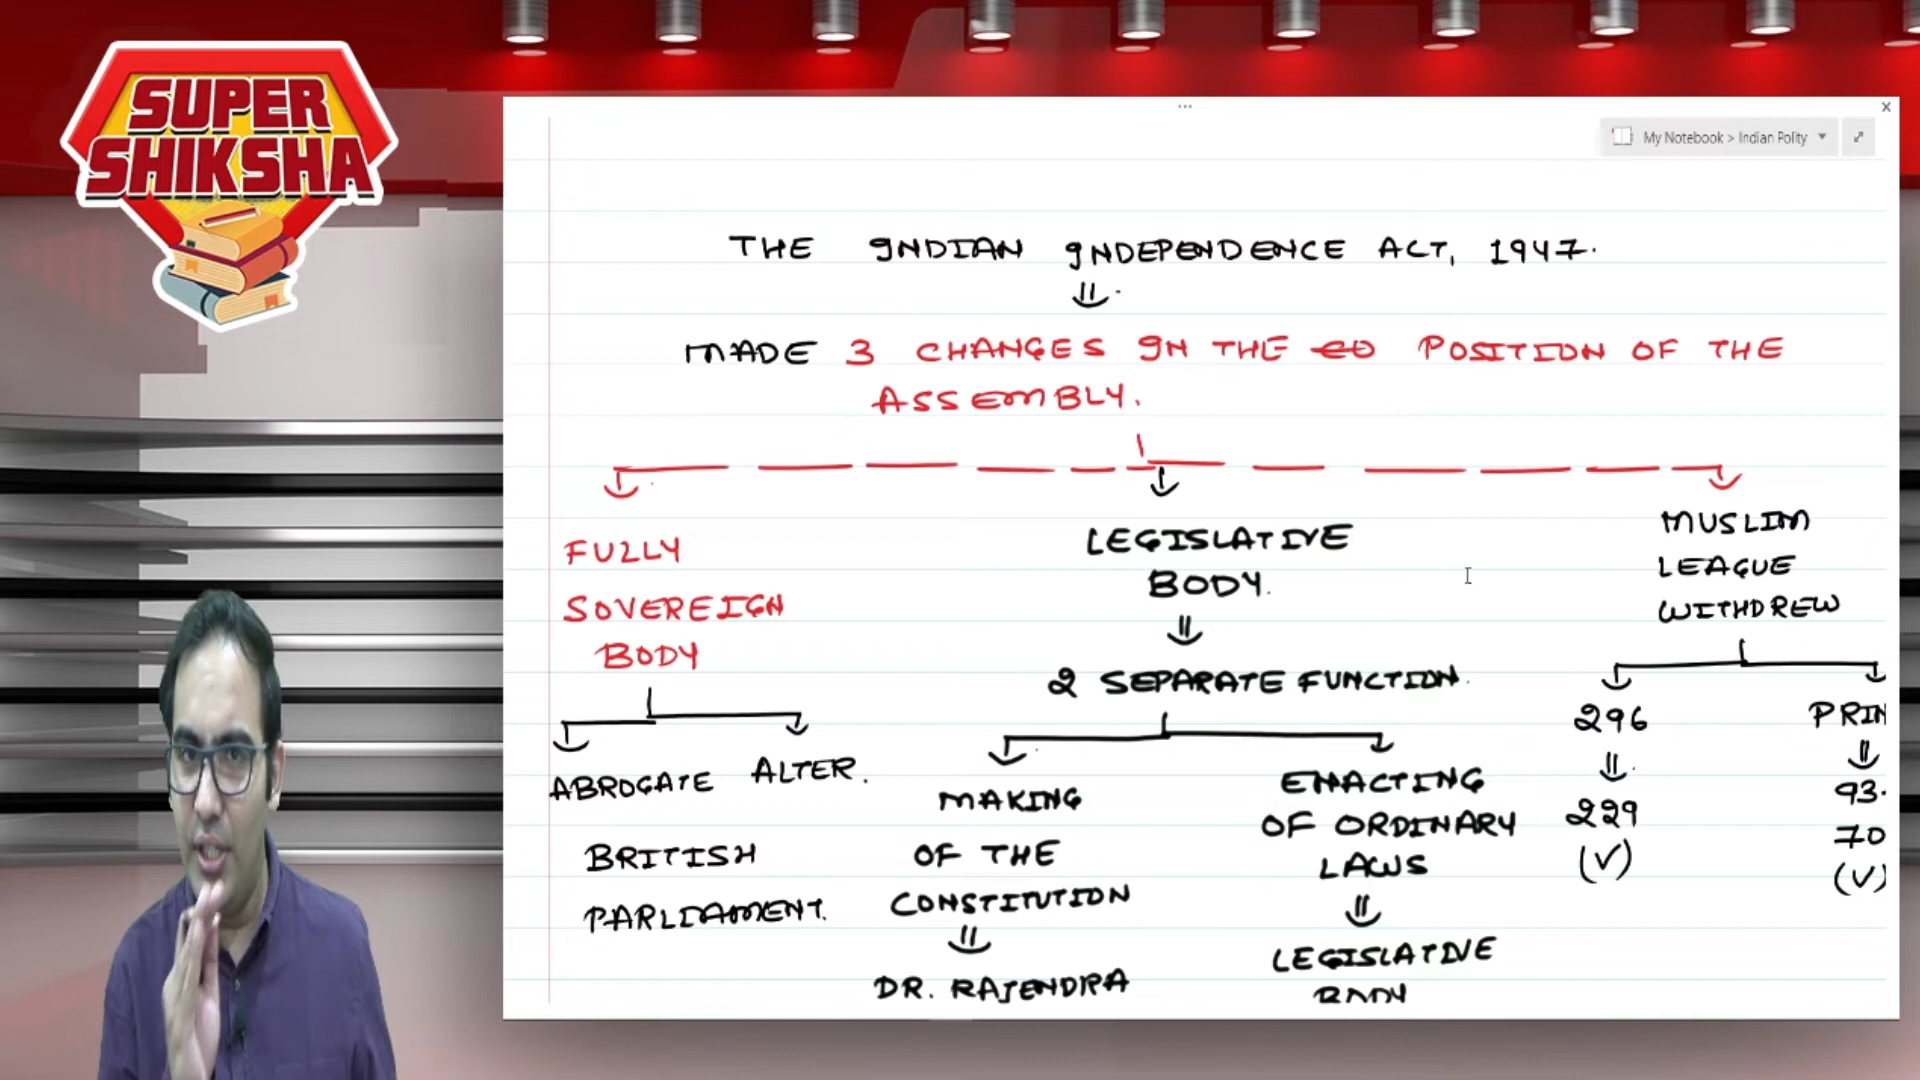 SUPER
SHIKSHA
My Notebook > Indian Polity
THE INDIAN INDEPENDENCE ACT, 1947.
MADE 3 CHANGES IN THE POSITION OF THE
ASSEMBLY.
FULLY
SOVEREIGN
BODY
ABROGATE ALTER.
BRITISH
PARLIAMENT.
LEGISLATIVE
BODY.
2 SEPARATE FUNCTION.
MAKING
OF THE
CONSTITUTION
DR. RAJENDRA
ENACTING
OF ORDINARY
LAWS
LEGISLATIVE
BODY
MUSLIM
LEAGUE
WITHDREW
296
229
(V)
PRIN
93.
70
(V)